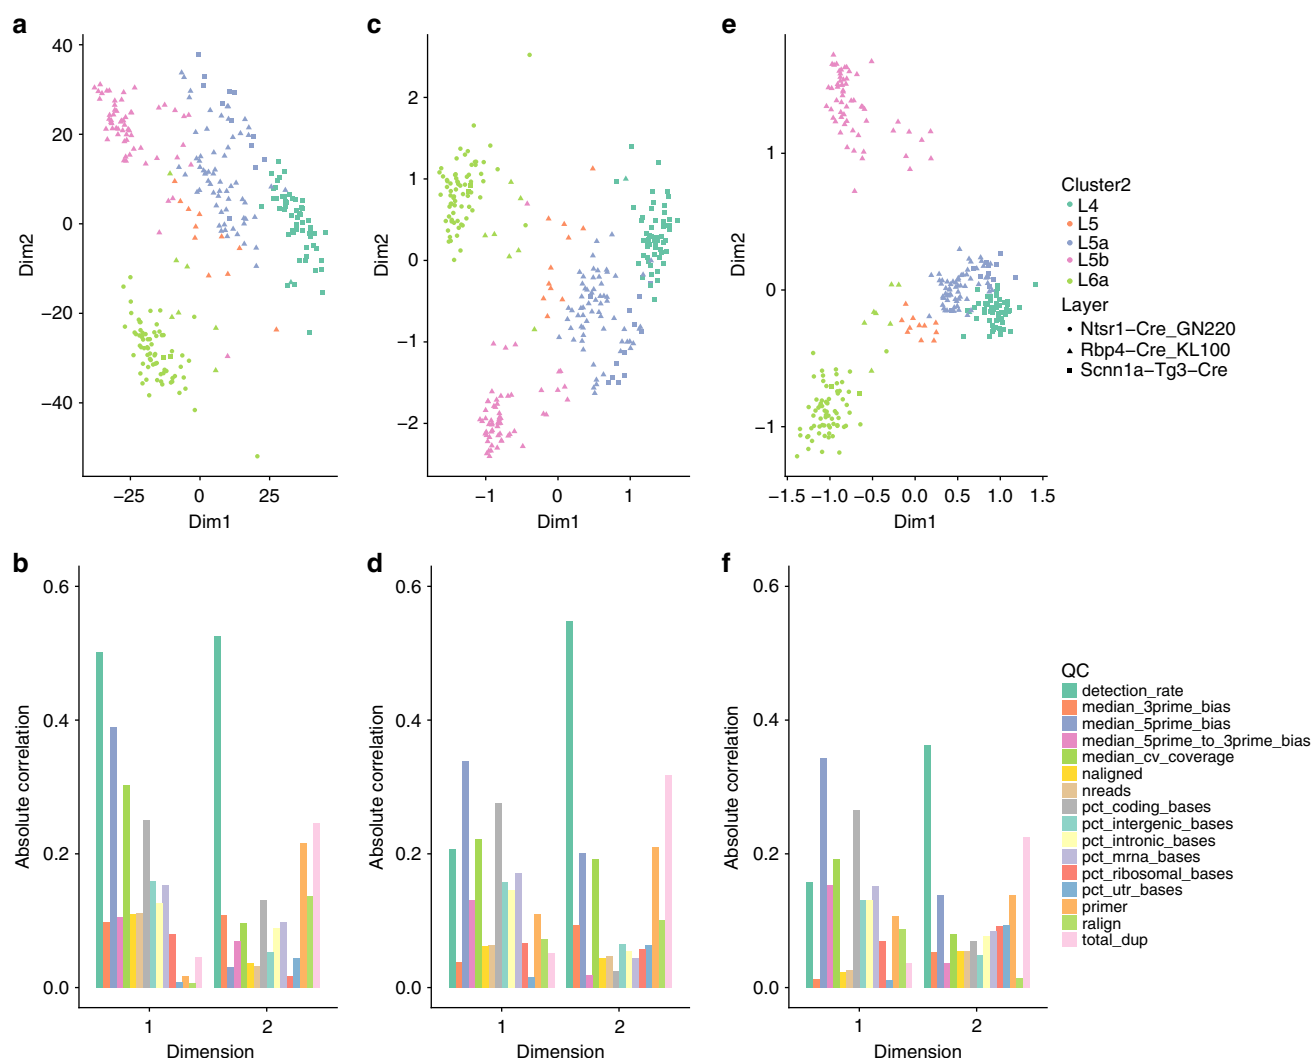 a
40
20
0
−20
−40
Dim2
−25
0
25
Dim1
c
2
1
0
−1
−2
Dim2
−1
0
1
Dim1
e
1
0
−1
Dim2
−1.5
−1.0
−0.5
0.0
0.5
1.0
1.5
Dim1
Cluster2
L4
L5
L5a
L5b
L6a
Layer
Ntsr1−Cre_GN220
Rbp4−Cre_KL100
Scnn1a−Tg3−Cre
b
0.6
0.4
0.2
0.0
Absolute correlation
1
2
Dimension
d
0.6
0.4
0.2
0.0
Absolute correlation
1
2
Dimension
f
0.6
0.4
0.2
0.0
Absolute correlation
1
2
Dimension
QC
detection_rate
median_3prime_bias
median_5prime_bias
median_5prime_to_3prime_bias
median_cv_coverage
naligned
nreads
pct_coding_bases
pct_intergenic_bases
pct_intronic_bases
pct_mrna_bases
pct_ribosomal_bases
pct_utr_bases
primer
ralign
total_dup